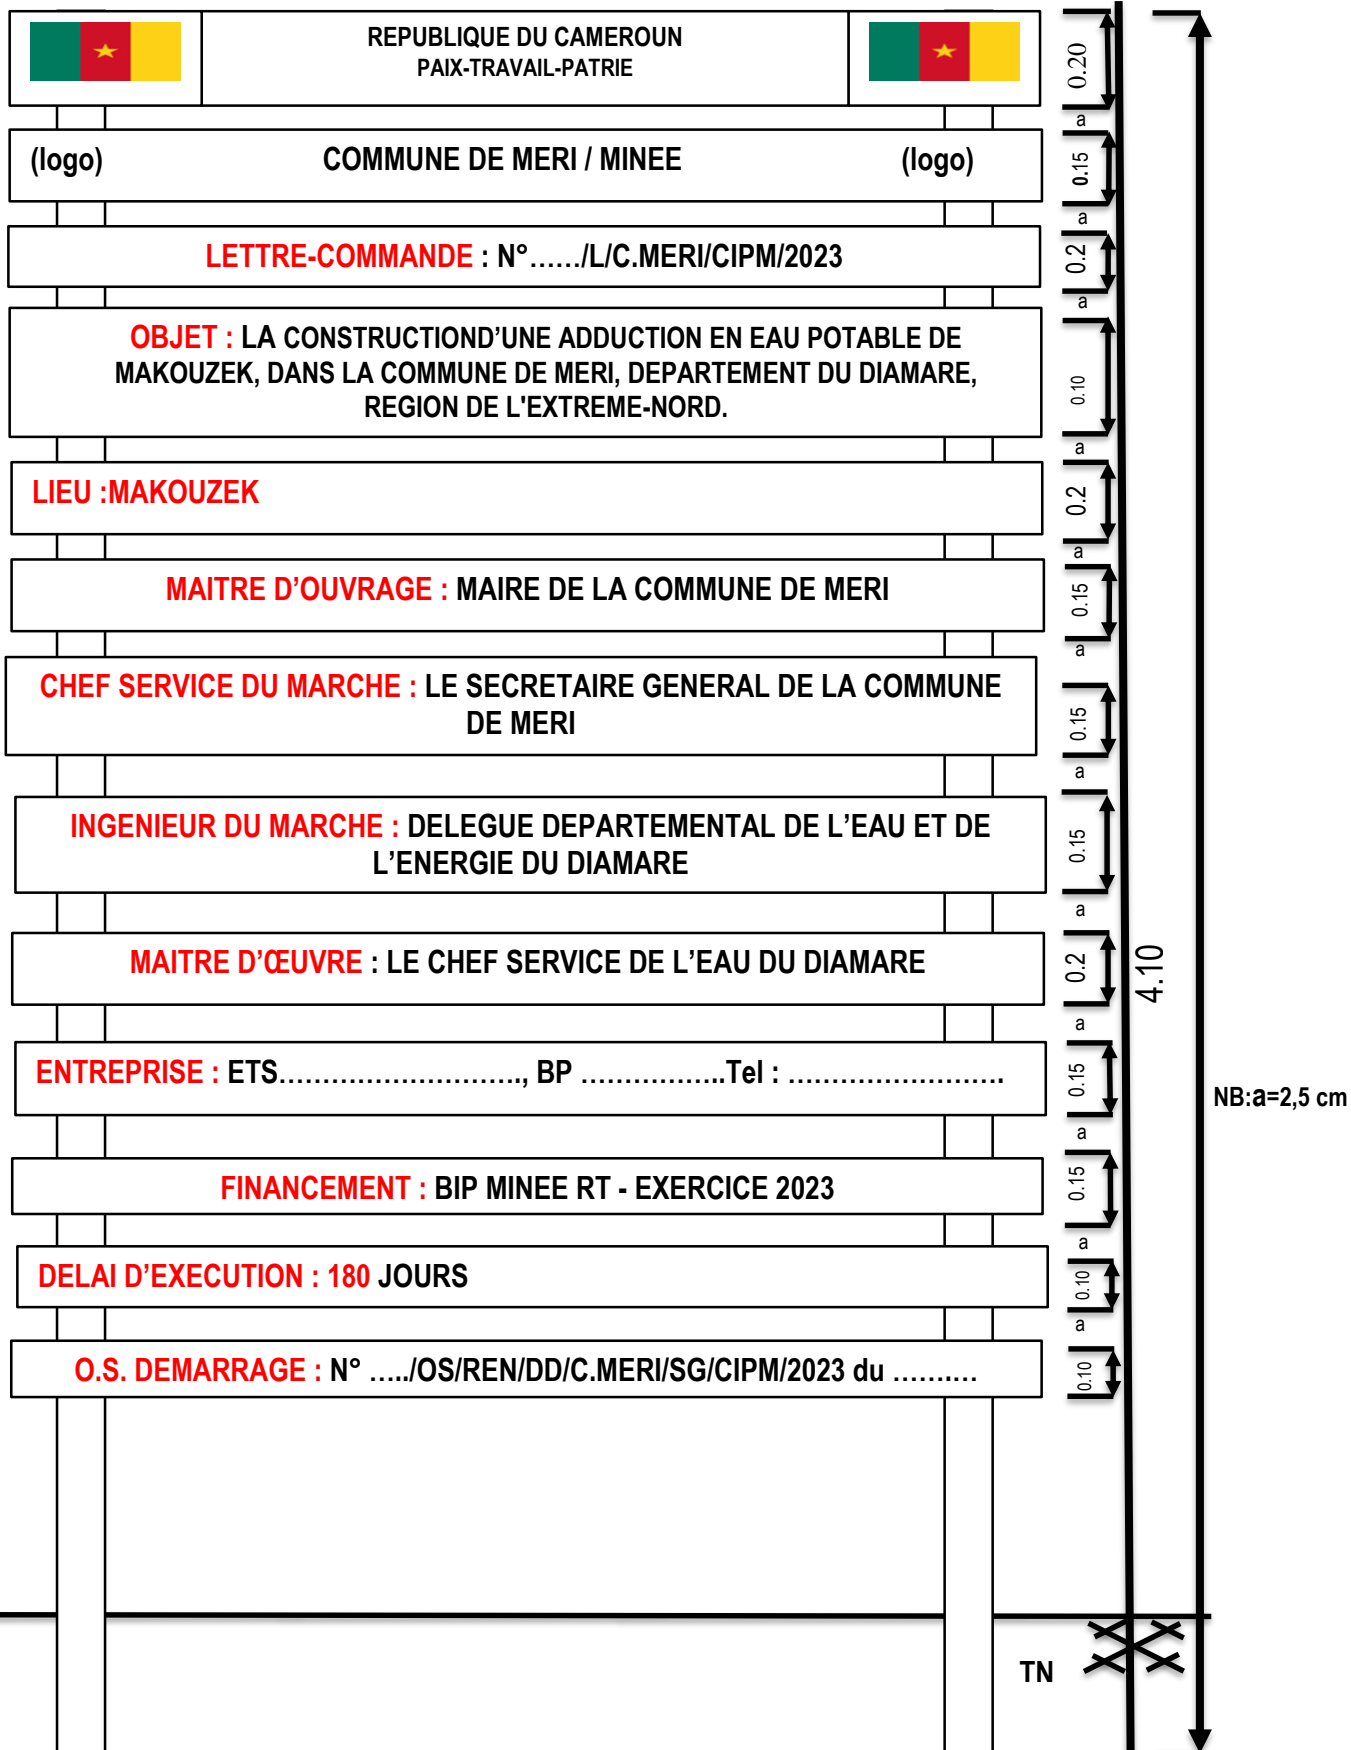 REPUBLIQUE DU CAMEROUN
PAIX-TRAVAIL-PATRIE
0.20
a
(logo) COMMUNE DE MERI / MINEE (logo)
0.15
a
LETTRE-COMMANDE : N°....../L/C.MERI/CIPM/2023
0.2
a
OBJET : LA CONSTRUCTIOND'UNE ADDUCTION EN EAU POTABLE DE
MAKOUZEK, DANS LA COMMUNE DE MERI, DEPARTEMENT DU DIAMARE,
REGION DE L'EXTREME-NORD.
0.10
a
LIEU :MAKOUZEK
0.2
a
MAITRE D'OUVRAGE : MAIRE DE LA COMMUNE DE MERI
0.15
a
CHEF SERVICE DU MARCHE : LE SECRETAIRE GENERAL DE LA COMMUNE
DE MERI
0.15
a
INGENIEUR DU MARCHE : DELEGUE DEPARTEMENTAL DE L'EAU ET DE
L'ENERGIE DU DIAMARE
0.15
a
MAITRE D'ŒUVRE : LE CHEF SERVICE DE L'EAU DU DIAMARE
0.2
4.10
a
ENTREPRISE : ETS………………………., BP ……………..Tel : …………………….
0.15
NB:a=2,5 cm
a
FINANCEMENT : BIP MINEE RT - EXERCICE 2023
0.15
a
DELAI D'EXECUTION : 180 JOURS
0.10
a
O.S. DEMARRAGE : N° …../OS/REN/DD/C.MERI/SG/CIPM/2023 du ……….
0.10
TN